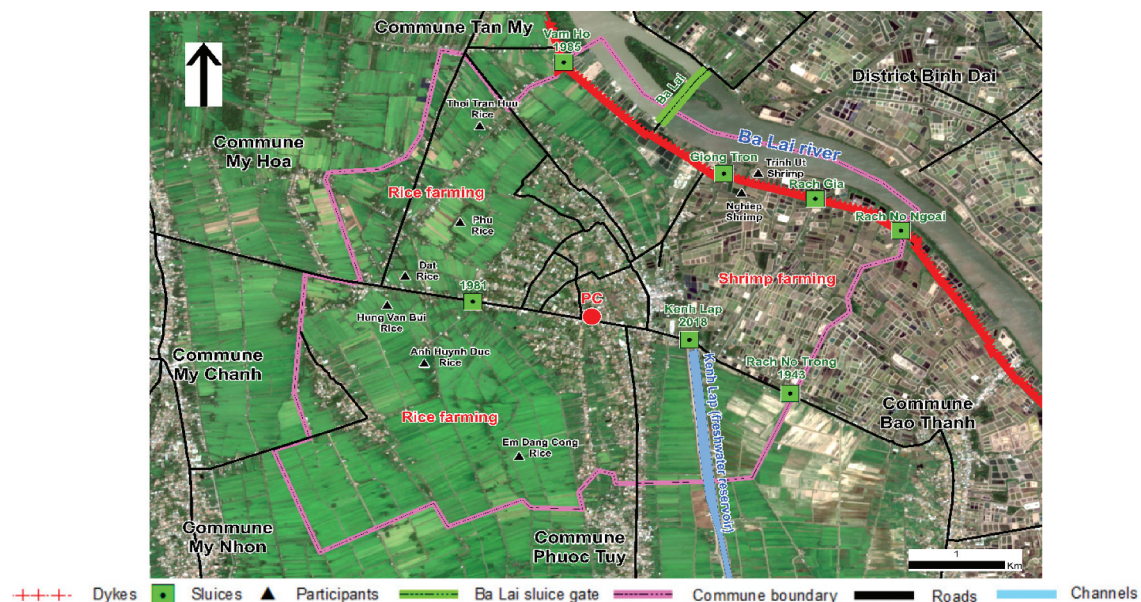 Commune Tan My
Vam Ho
1985
District Binh Dai
Ba Lai
Thoi Tran Huu
Rice
Commune
My Hoa
Ba Lai river
Giong Tron
Trinh Ut
Shrimp
Rach Gia
Nghiep
Shrimp
Rice farming
Phu
Rice
Rach No Ngoai
Dat
Rice
Shrimp farming
1981
PC
Kenh Lap
2018
Hung Van Bui
Rice
Anh Huynh Duc
Rice
Commune
My Chanh
Rach No Trong
1943
Kenh Lap (freshwater reservoir)
Rice farming
Commune
Bao Thanh
Em Dang Cong
Rice
Commune
My Nhon
Commune
Phuoc Tuy
1
Km
Dykes Sluices Participants Ba Lai sluice gate Commune boundary Roads Channels